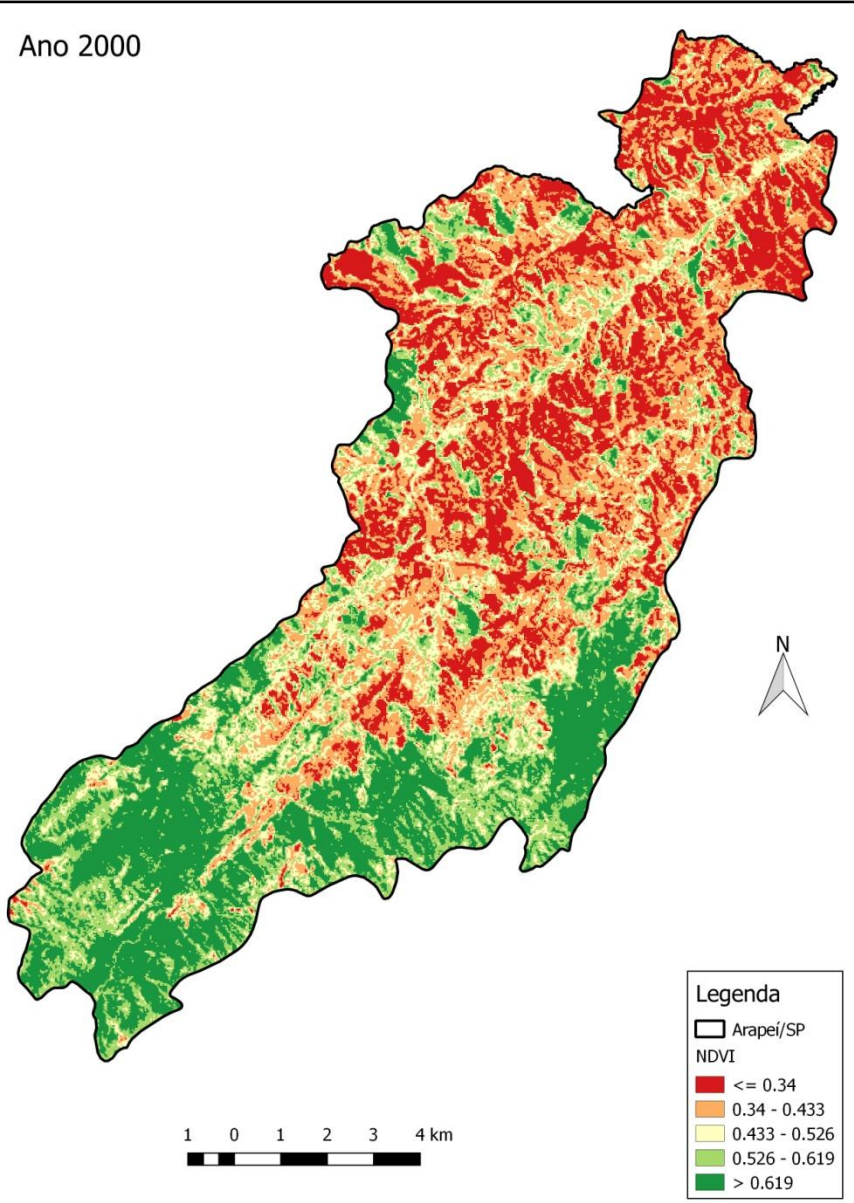 Ano 2000
N
Legenda
Arapeí/SP
NDVI
<= 0.34
0.34 - 0.433
0.433 - 0.526
0.526 - 0.619
> 0.619
1 0 1 2 3 4 km